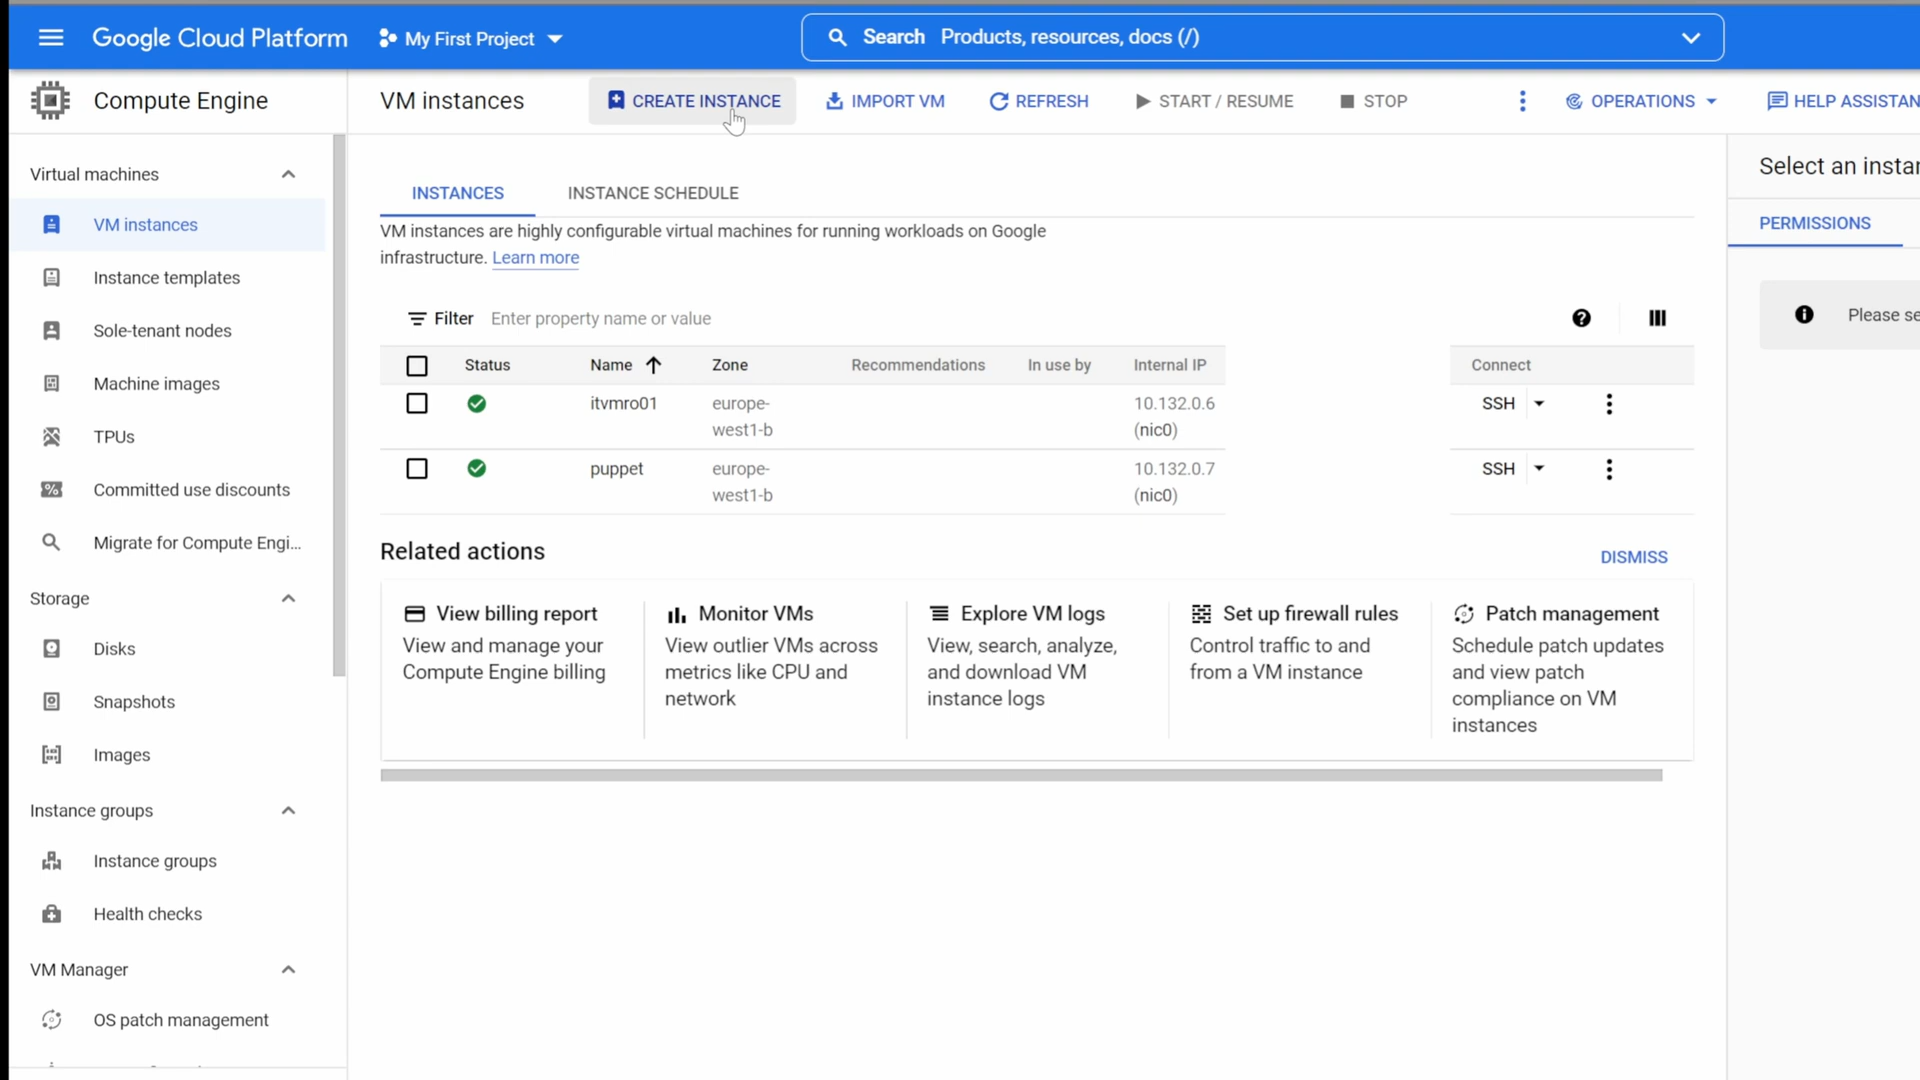 Google Cloud Platform
My First Project
Search Products, resources, docs (/)
Compute Engine
VM instances
CREATE INSTANCE
IMPORT VM
REFRESH
START / RESUME
STOP
OPERATIONS
HELP ASSISTAN
Virtual machines
VM instances
Instance templates
Sole-tenant nodes
Machine images
TPUs
Committed use discounts
Migrate for Compute Engi...
Storage
Disks
Snapshots
Images
Instance groups
Instance groups
Health checks
VM Manager
OS patch management
INSTANCES
INSTANCE SCHEDULE
VM instances are highly configurable virtual machines for running workloads on Google
infrastructure. Learn more
Filter Enter property name or value
Status Name Zone Recommendations In use by Internal IP Connect
itvmro01 europe- 10.132.0.6 SSH
west1-b (nic0)
puppet europe- 10.132.0.7 SSH
west1-b (nic0)
Related actions
DISMISS
View billing report
View and manage your
Compute Engine billing
Monitor VMs
View outlier VMs across
metrics like CPU and
network
Explore VM logs
View, search, analyze,
and download VM
instance logs
Set up firewall rules
Control traffic to and
from a VM instance
Patch management
Schedule patch updates
and view patch
compliance on VM
instances
Select an instan
PERMISSIONS
Please se